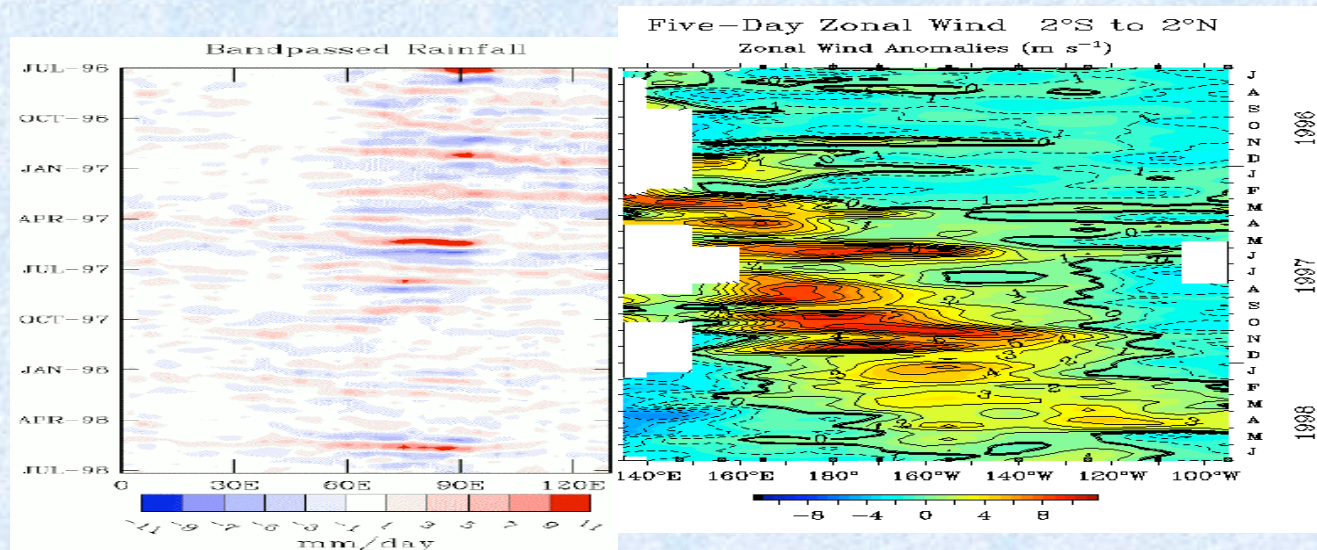 Bandpassed Rainfall
JUL-96
OCT-96
JAN-97
APR-97
JUL-97
OCT-97
JAN-98
APR-98
JUL-98
0 30E 60E 90E 120E
-11 -9 -7 -5 -3 -1 1 3 5 7 9 11
mm/day
Five-Day Zonal Wind 2°S to 2°N
Zonal Wind Anomalies (m s⁻¹)
J
A
S
O
N
D
J
F
M
A
M
J
J
A
S
O
N
D
J
F
M
A
M
J
1996
1997
1998
140°E 160°E 180° 160°W 140°W 120°W 100°W
-8 -4 0 4 8